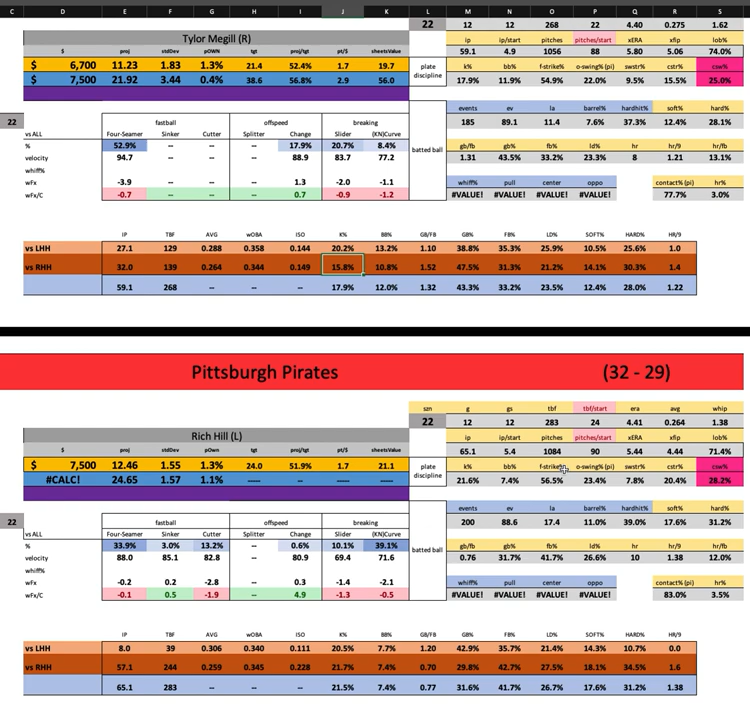 C D E F G H I J K L M N O P Q R S
22 12 12 268 22 4.40 0.275 1.62
Tylor Megill (R) ip ip/start pitches pitches/start xERA xfip lob%
59.1 4.9 1056 88 5.80 5.06 74.0%
$ proj stdDev pOWN tgt proj/tgt pt/$ sheetsValue
$ 6,700 11.23 1.83 1.3% 21.4 52.4% 1.7 19.7 plate discipline k% bb% f-strike% o-swing% (pi) swstr% cstr% csw%
$ 7,500 21.92 3.44 0.4% 38.6 56.8% 2.9 56.0 17.9% 11.9% 54.9% 22.0% 9.5% 15.5% 25.0%
events ev la barrel% hardhit% soft% hard%
22 fastball offspeed breaking batted ball 185 89.1 11.4 7.6% 37.3% 12.4% 28.1%
vs ALL Four-Seamer Sinker Cutter Splitter Change Slider (KN)Curve
% 52.9% -- -- -- 17.9% 20.7% 8.4% gb/fb gb% fb% ld% hr hr/9 hr/fb
velocity 94.7 -- -- -- 88.9 83.7 77.2 1.31 43.5% 33.2% 23.3% 8 1.21 13.1%
whiff%
wFx -3.9 -- -- -- 1.3 -2.0 -1.1 whiff% pull center oppo contact% (pi) hr%
wFx/C -0.7 -- -- -- 0.7 -0.9 -1.2 #VALUE! #VALUE! #VALUE! #VALUE! 77.7% 3.0%
IP TBF AVG wOBA ISO K% BB% GB/FB GB% FB% LD% SOFT% HARD% HR/9
vs LHH 27.1 129 0.288 0.358 0.144 20.2% 13.2% 1.10 38.8% 35.3% 25.9% 10.5% 25.6% 1.0
vs RHH 32.0 139 0.264 0.344 0.149 15.8% 10.8% 1.52 47.5% 31.3% 21.2% 14.1% 30.3% 1.4
59.1 268 -- -- -- 17.9% 12.0% 1.32 43.3% 33.2% 23.5% 12.4% 28.0% 1.22
Pittsburgh Pirates (32 - 29)
szn g gs tbf tbf/start era avg whip
22 12 12 283 24 4.41 0.264 1.38
Rich Hill (L) ip ip/start pitches pitches/start xERA xfip lob%
65.1 5.4 1084 90 5.44 4.44 71.4%
$ proj stdDev pOwn tgt proj/tgt pt/$ sheetsValue
$ 7,500 12.46 1.55 1.3% 24.0 51.9% 1.7 21.1 plate discipline k% bb% f-strike% o-swing% (pi) swstr% cstr% csw%
#CALC! 24.65 1.57 1.1% ----- ----- -- ----- 21.6% 7.4% 56.5% 23.4% 7.8% 20.4% 28.2%
events ev la barrel% hardhit% soft% hard%
22 fastball offspeed breaking batted ball 200 88.6 17.4 11.0% 39.0% 17.6% 31.2%
vs ALL Four-Seamer Sinker Cutter Splitter Change Slider (KN)Curve
% 33.9% 3.0% 13.2% -- 0.6% 10.1% 39.1% gb/fb gb% fb% ld% hr hr/9 hr/fb
velocity 88.0 85.1 82.8 -- 80.9 69.4 71.6 0.76 31.7% 41.7% 26.6% 10 1.38 12.0%
whiff%
wFx -0.2 0.2 -2.8 -- 0.3 -1.4 -2.1 whiff% pull center oppo contact% (pi) hr%
wFx/C -0.1 0.5 -1.9 -- 4.9 -1.3 -0.5 #VALUE! #VALUE! #VALUE! #VALUE! 83.0% 3.5%
IP TBF AVG wOBA ISO K% BB% GB/FB GB% FB% LD% SOFT% HARD% HR/9
vs LHH 8.0 39 0.306 0.340 0.111 20.5% 7.7% 1.20 42.9% 35.7% 21.4% 14.3% 10.7% 0.0
vs RHH 57.1 244 0.259 0.345 0.228 21.7% 7.4% 0.70 29.8% 42.7% 27.5% 18.1% 34.5% 1.6
65.1 283 -- -- -- 21.5% 7.4% 0.77 31.6% 41.7% 26.7% 17.6% 31.2% 1.38